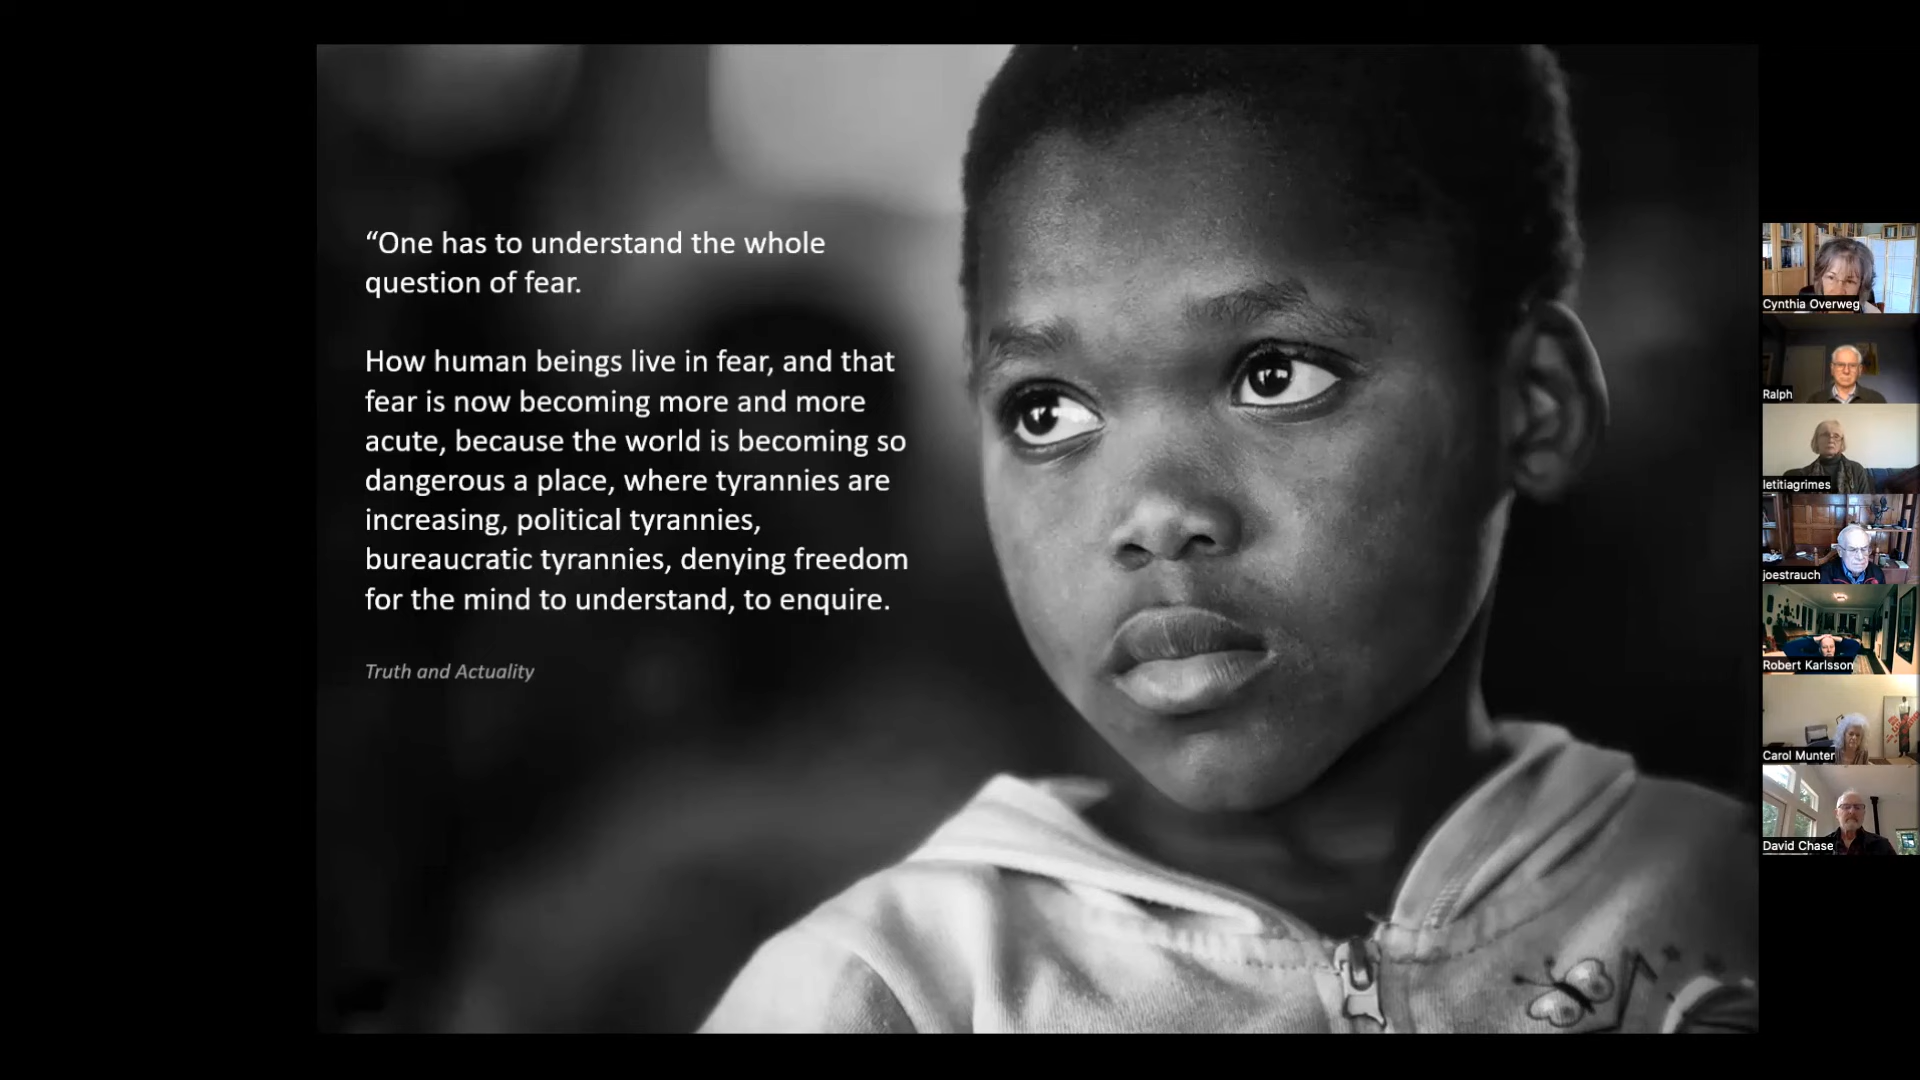 “One has to understand the whole
question of fear.
How human beings live in fear, and that
fear is now becoming more and more
acute, because the world is becoming so
dangerous a place, where tyrannies are
increasing, political tyrannies,
bureaucratic tyrannies, denying freedom
for the mind to understand, to enquire.
Truth and Actuality
Cynthia Overweg
Ralph
letitiagrimes
joestrauch
Robert Karlsson
Carol Munter
David Chase